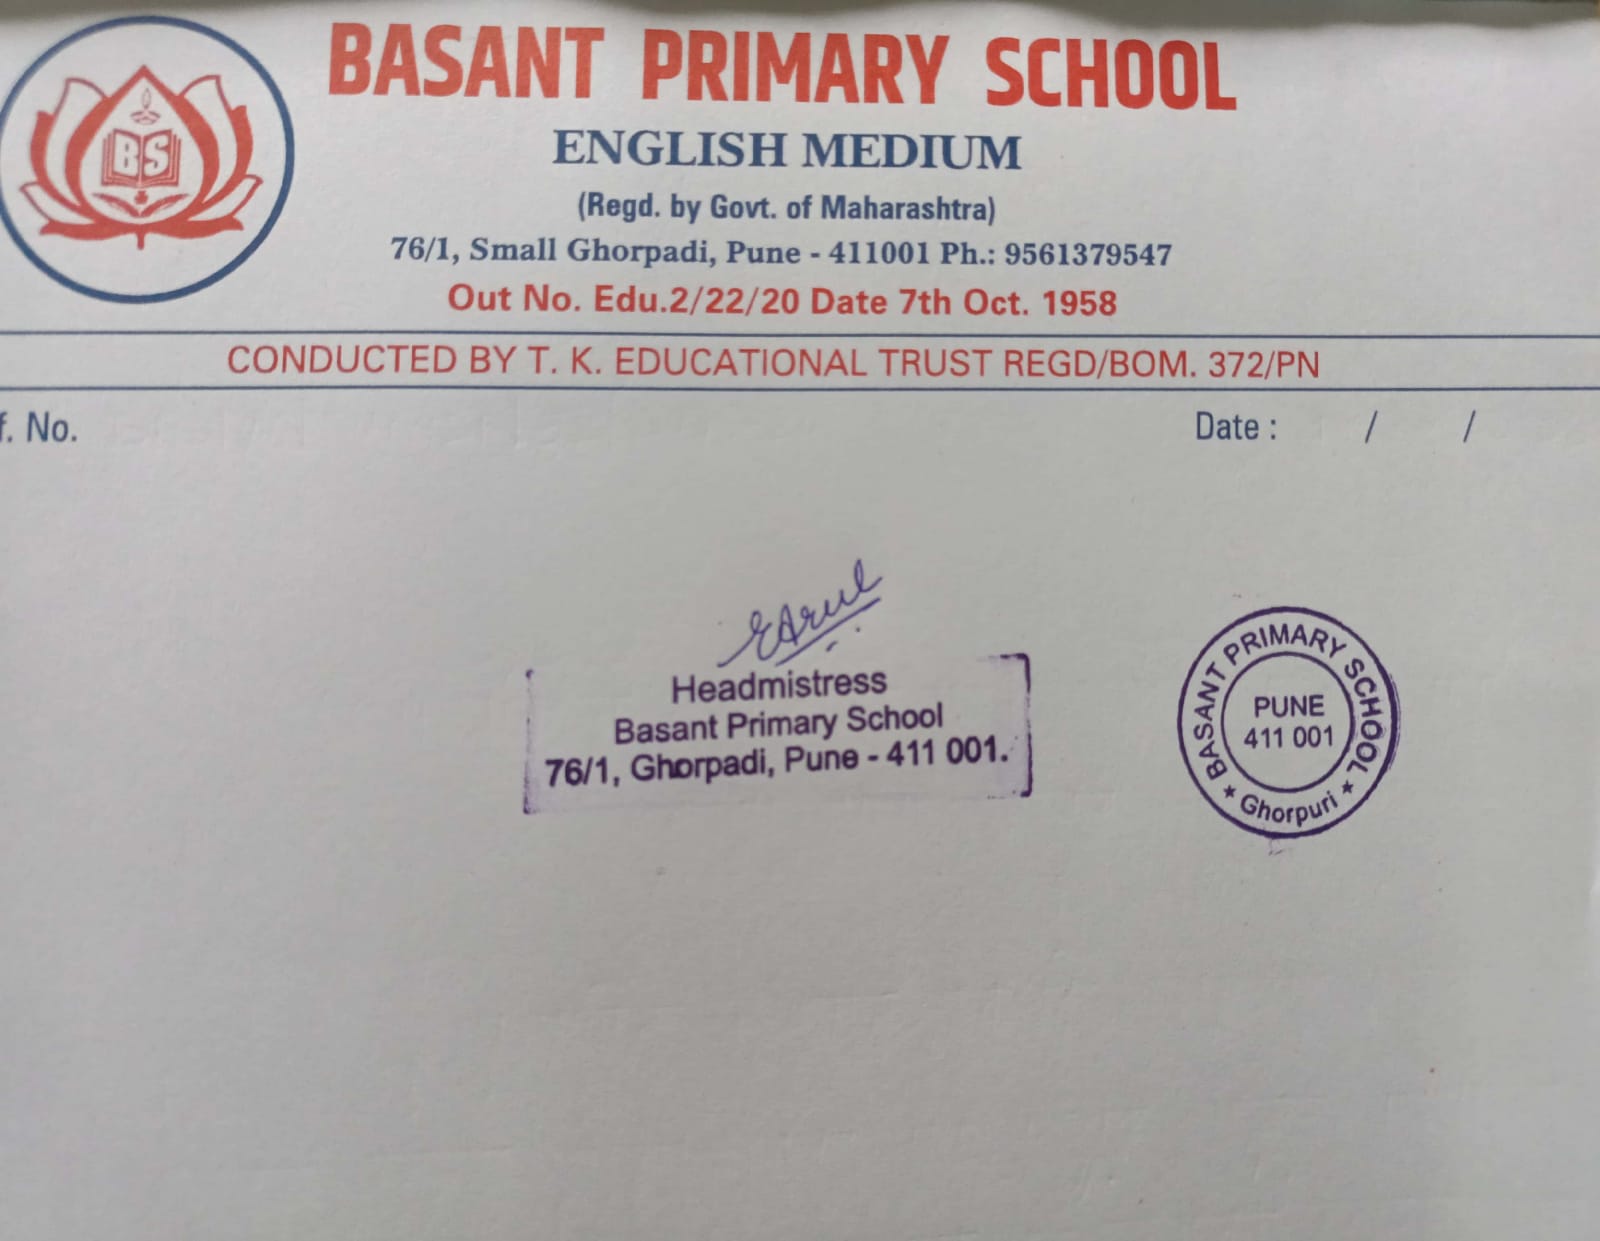 BS
BASANT PRIMARY SCHOOL
ENGLISH MEDIUM
(Regd. by Govt. of Maharashtra)
76/1, Small Ghorpadi, Pune - 411001 Ph.: 9561379547
Out No. Edu.2/22/20 Date 7th Oct. 1958
CONDUCTED BY T. K. EDUCATIONAL TRUST REGD/BOM. 372/PN
f. No.
Date : / /
Headmistress
Basant Primary School
76/1, Ghorpadi, Pune - 411 001.
BASANT PRIMARY SCHOOL
PUNE
411 001
★ Ghorpuri ★